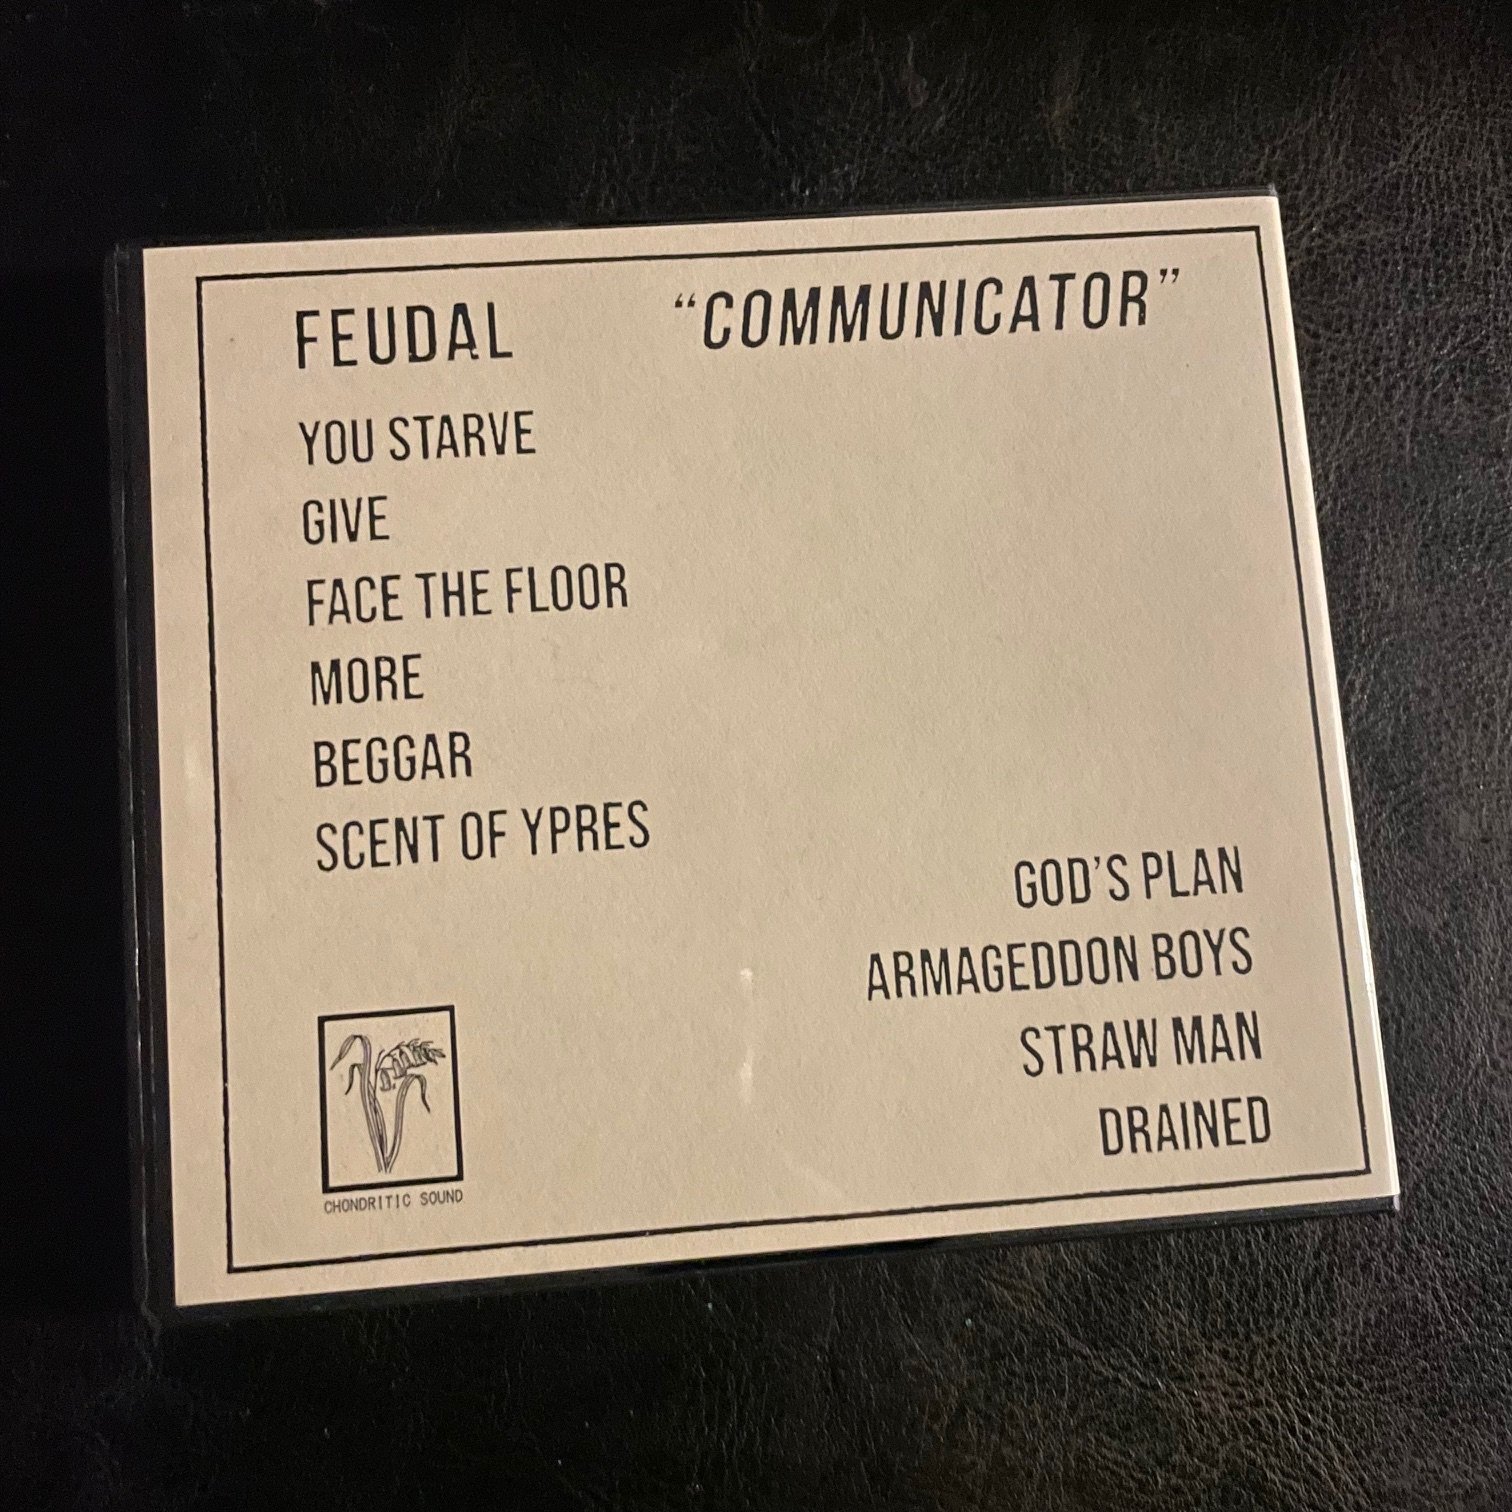 FEUDAL "COMMUNICATOR"
YOU STARVE
GIVE
FACE THE FLOOR
MORE
BEGGAR
SCENT OF YPRES
GOD'S PLAN
ARMAGEDDON BOYS
STRAW MAN
DRAINED
CHONDRITIC SOUND